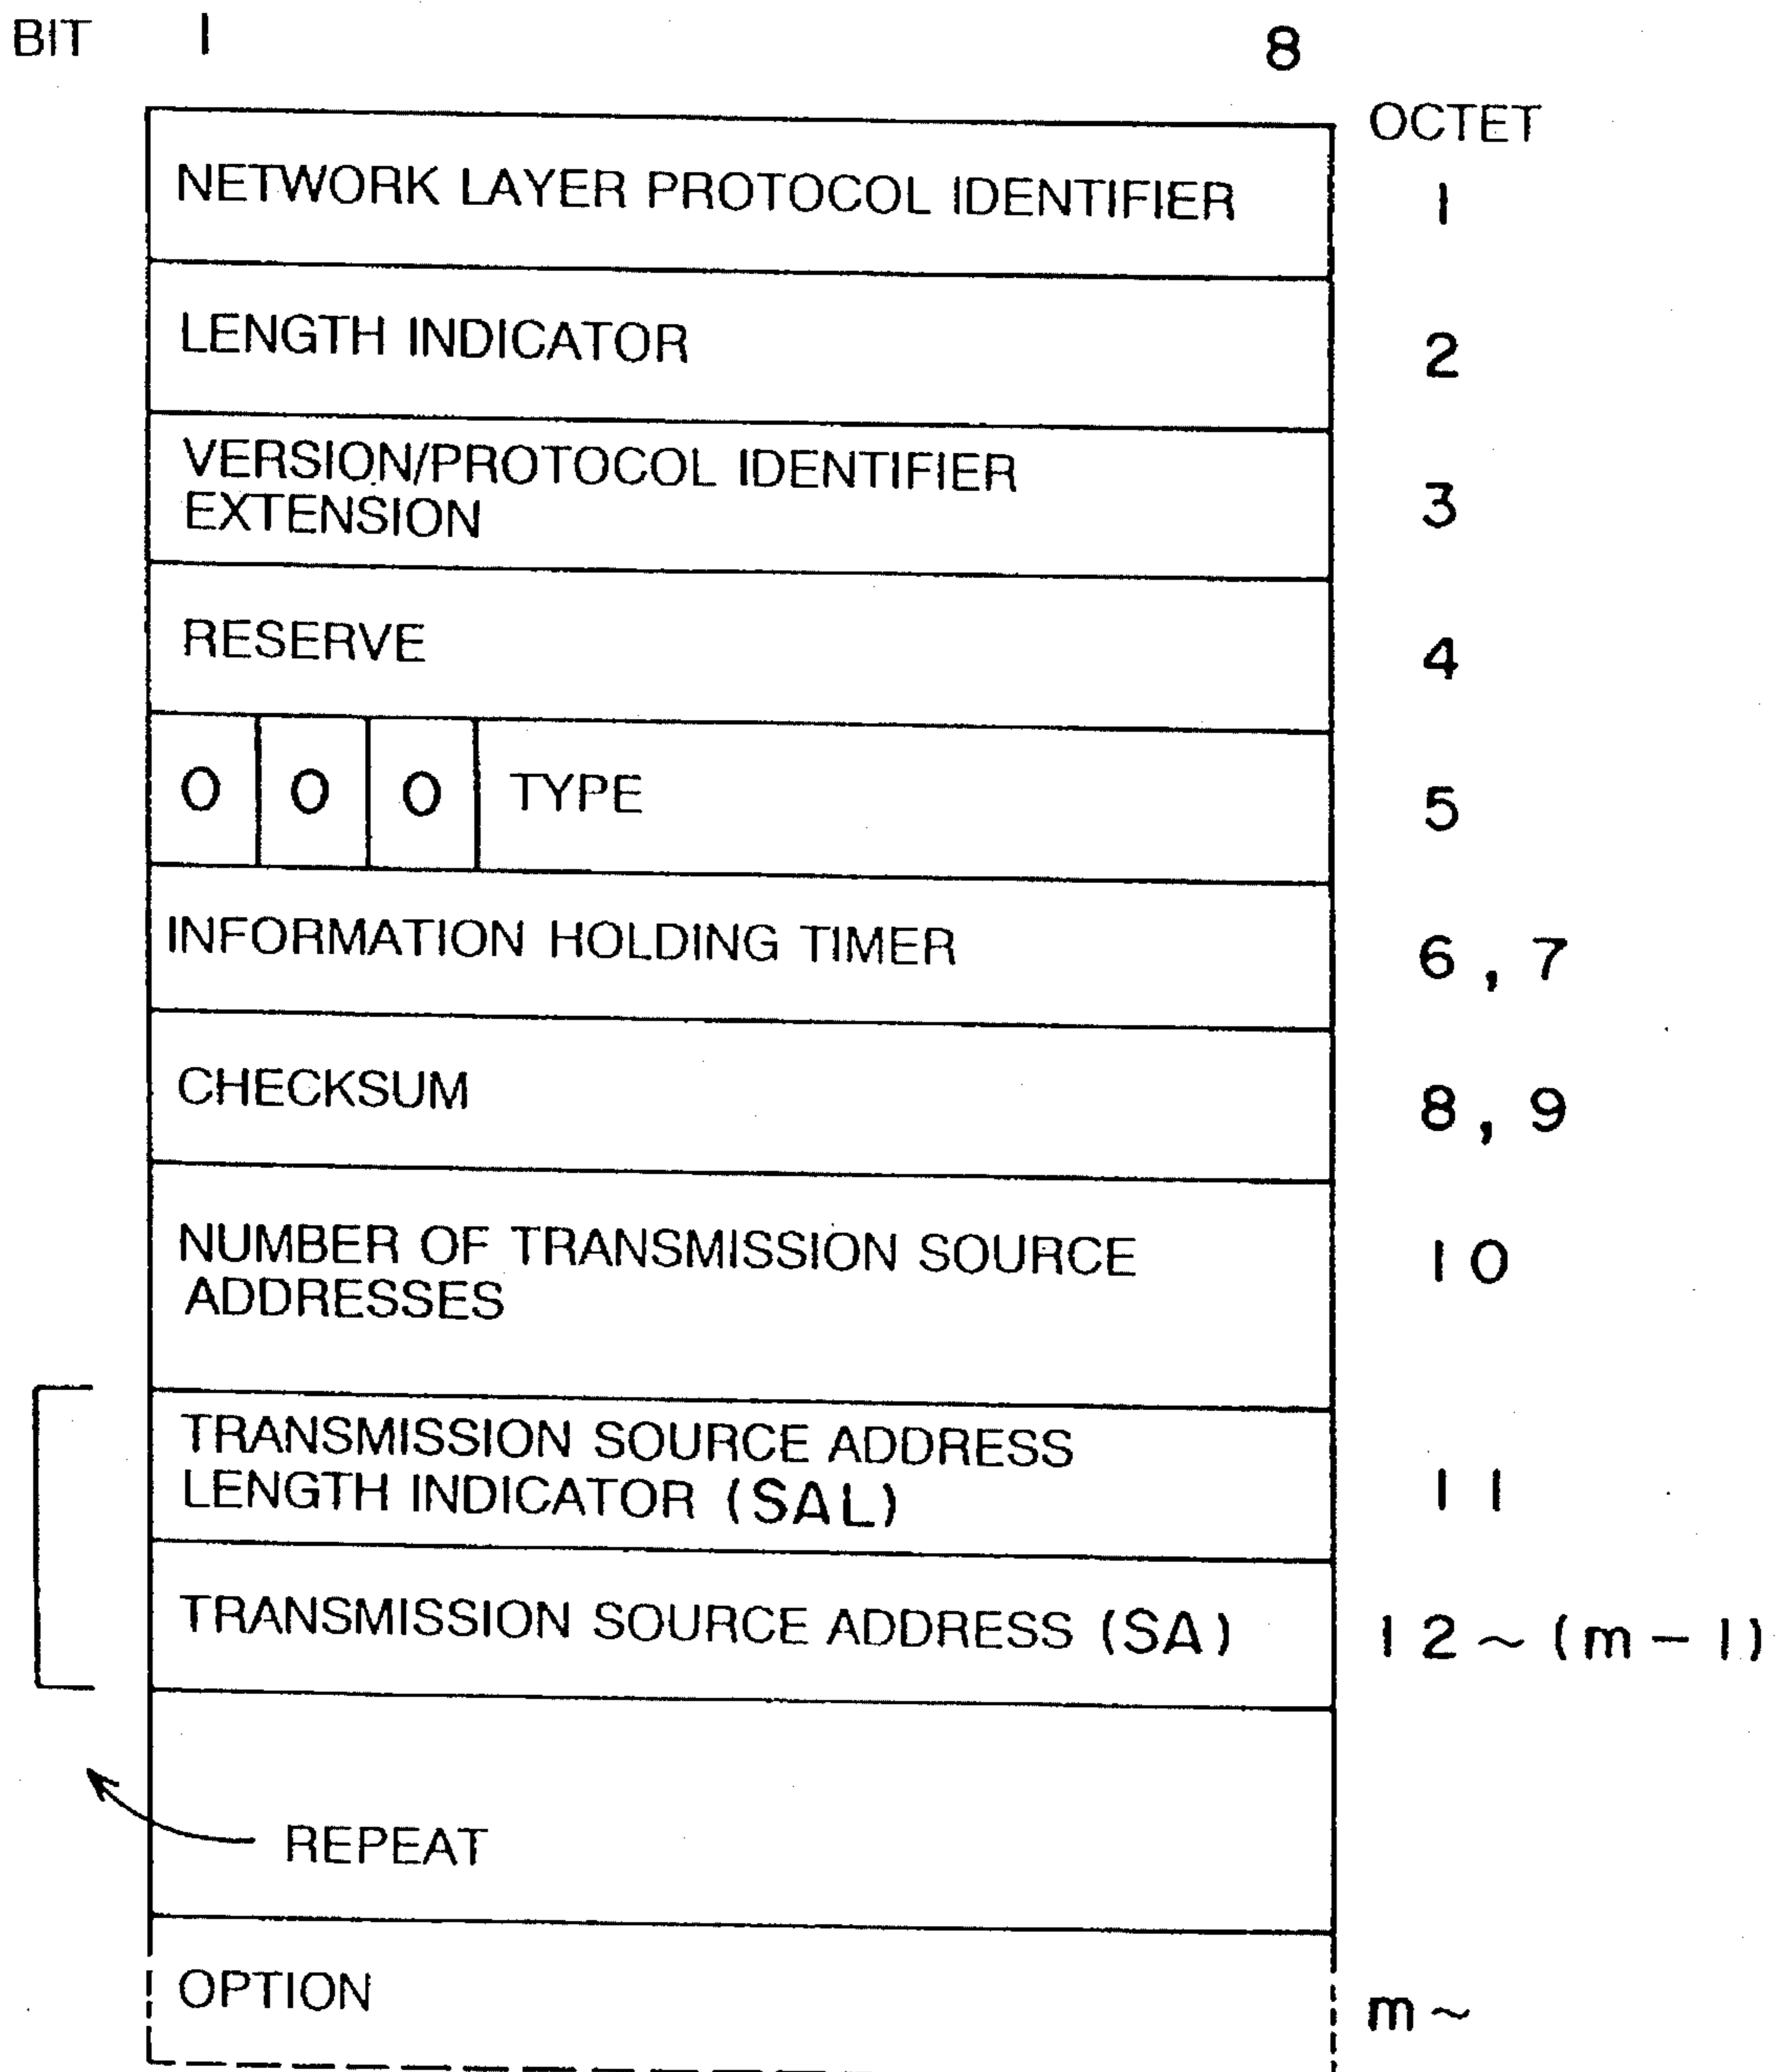 BIT 1 8
OCTET
NETWORK LAYER PROTOCOL IDENTIFIER 1
LENGTH INDICATOR 2
VERSION/PROTOCOL IDENTIFIER
EXTENSION 3
RESERVE 4
0 0 0 TYPE 5
INFORMATION HOLDING TIMER 6, 7
CHECKSUM 8, 9
NUMBER OF TRANSMISSION SOURCE
ADDRESSES 10
TRANSMISSION SOURCE ADDRESS
LENGTH INDICATOR (SAL) 11
TRANSMISSION SOURCE ADDRESS (SA) 12~(m-1)
REPEAT
OPTION m~